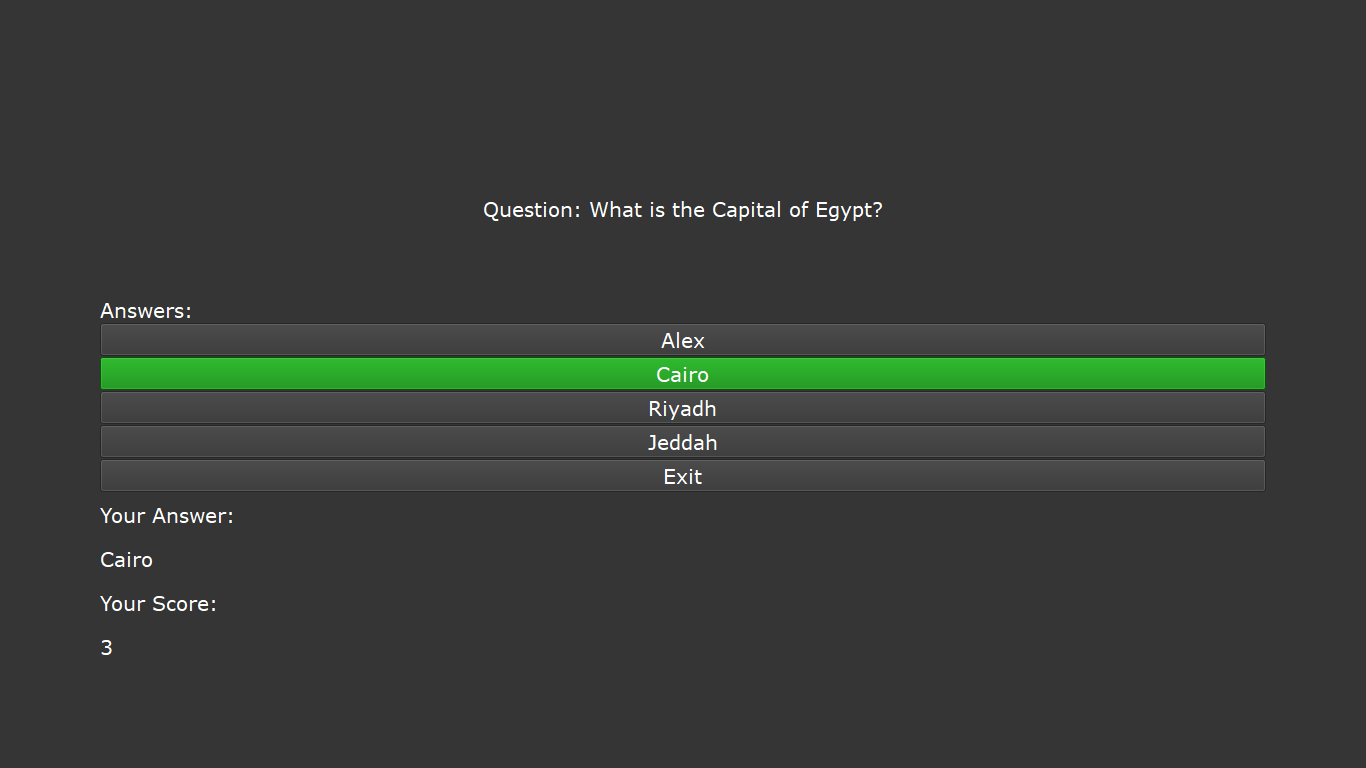 Question: What is the Capital of Egypt?
Answers:
Alex
Cairo
Riyadh
Jeddah
Exit
Your Answer:
Cairo
Your Score:
3